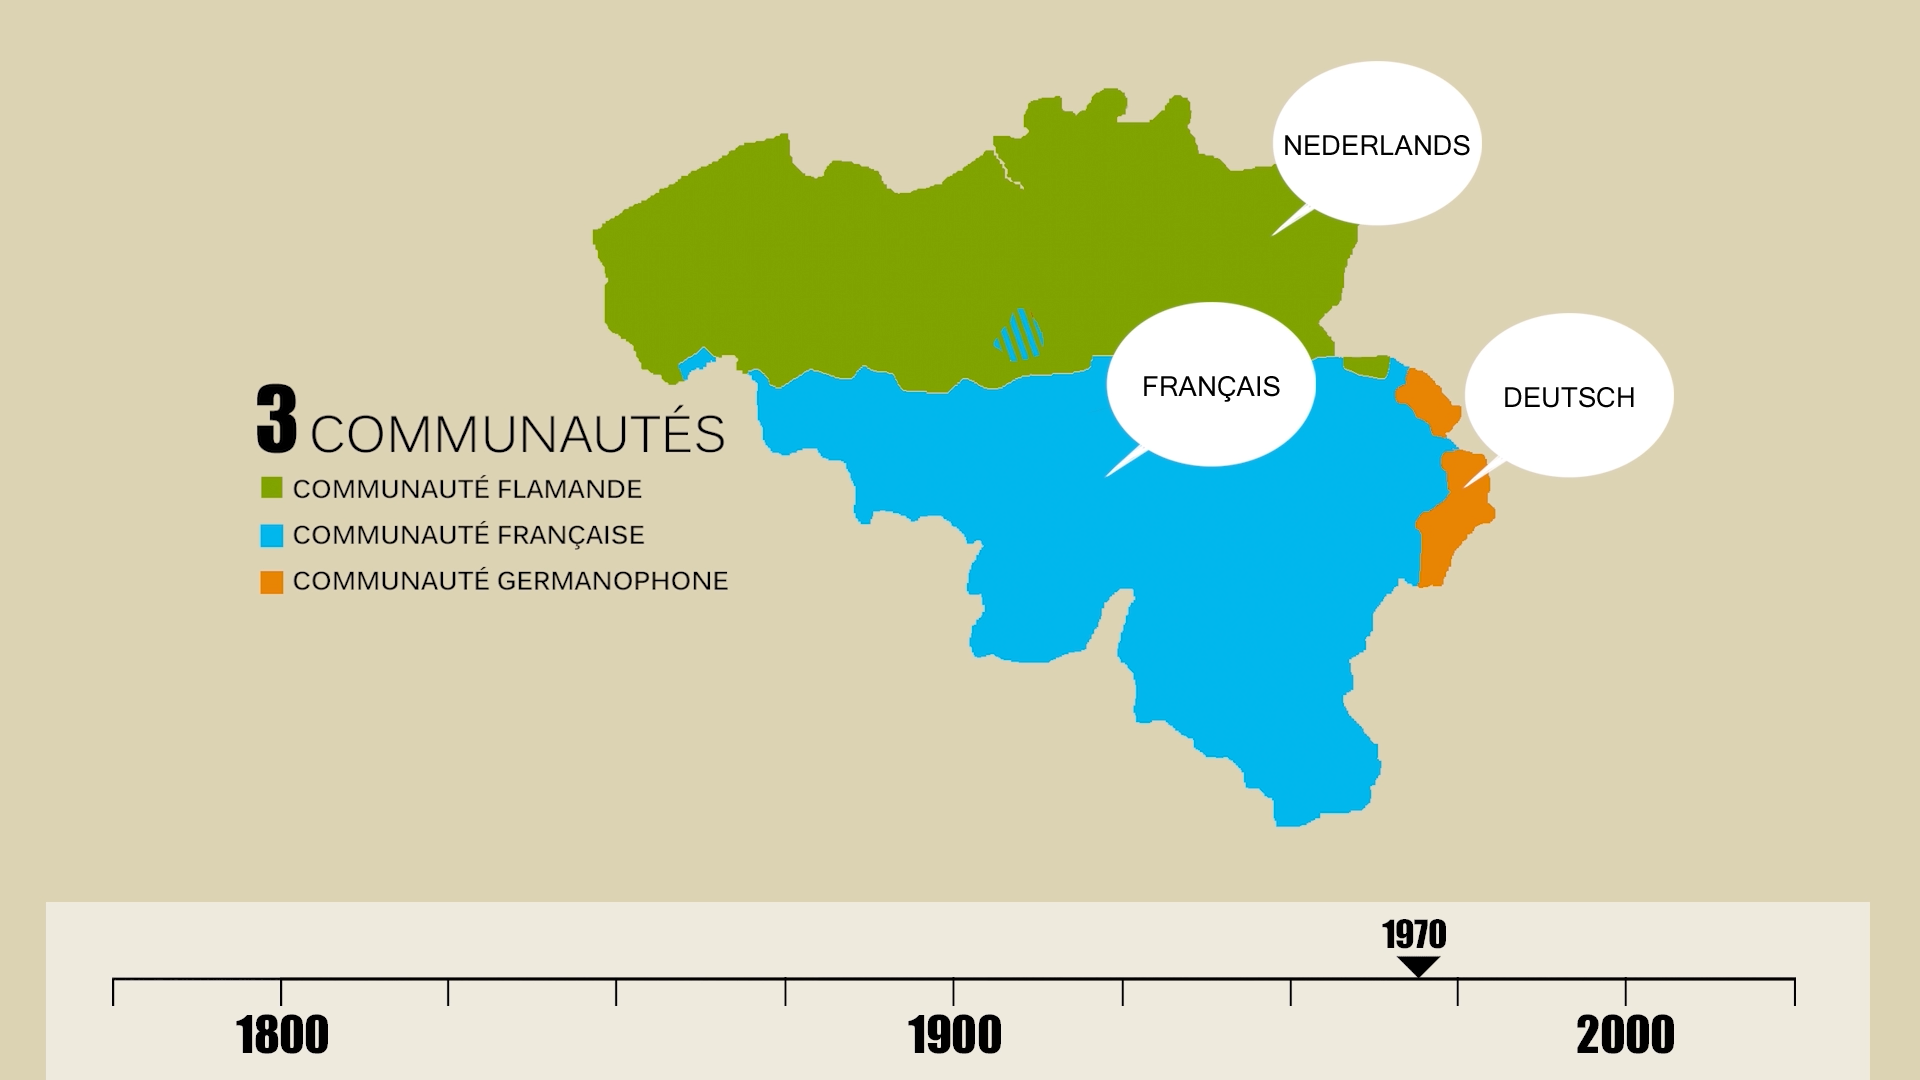 NEDERLANDS
FRANÇAIS
DEUTSCH
3 COMMUNAUTÉS
COMMUNAUTÉ FLAMANDE
COMMUNAUTÉ FRANÇAISE
COMMUNAUTÉ GERMANOPHONE
1970
1800 1900 2000